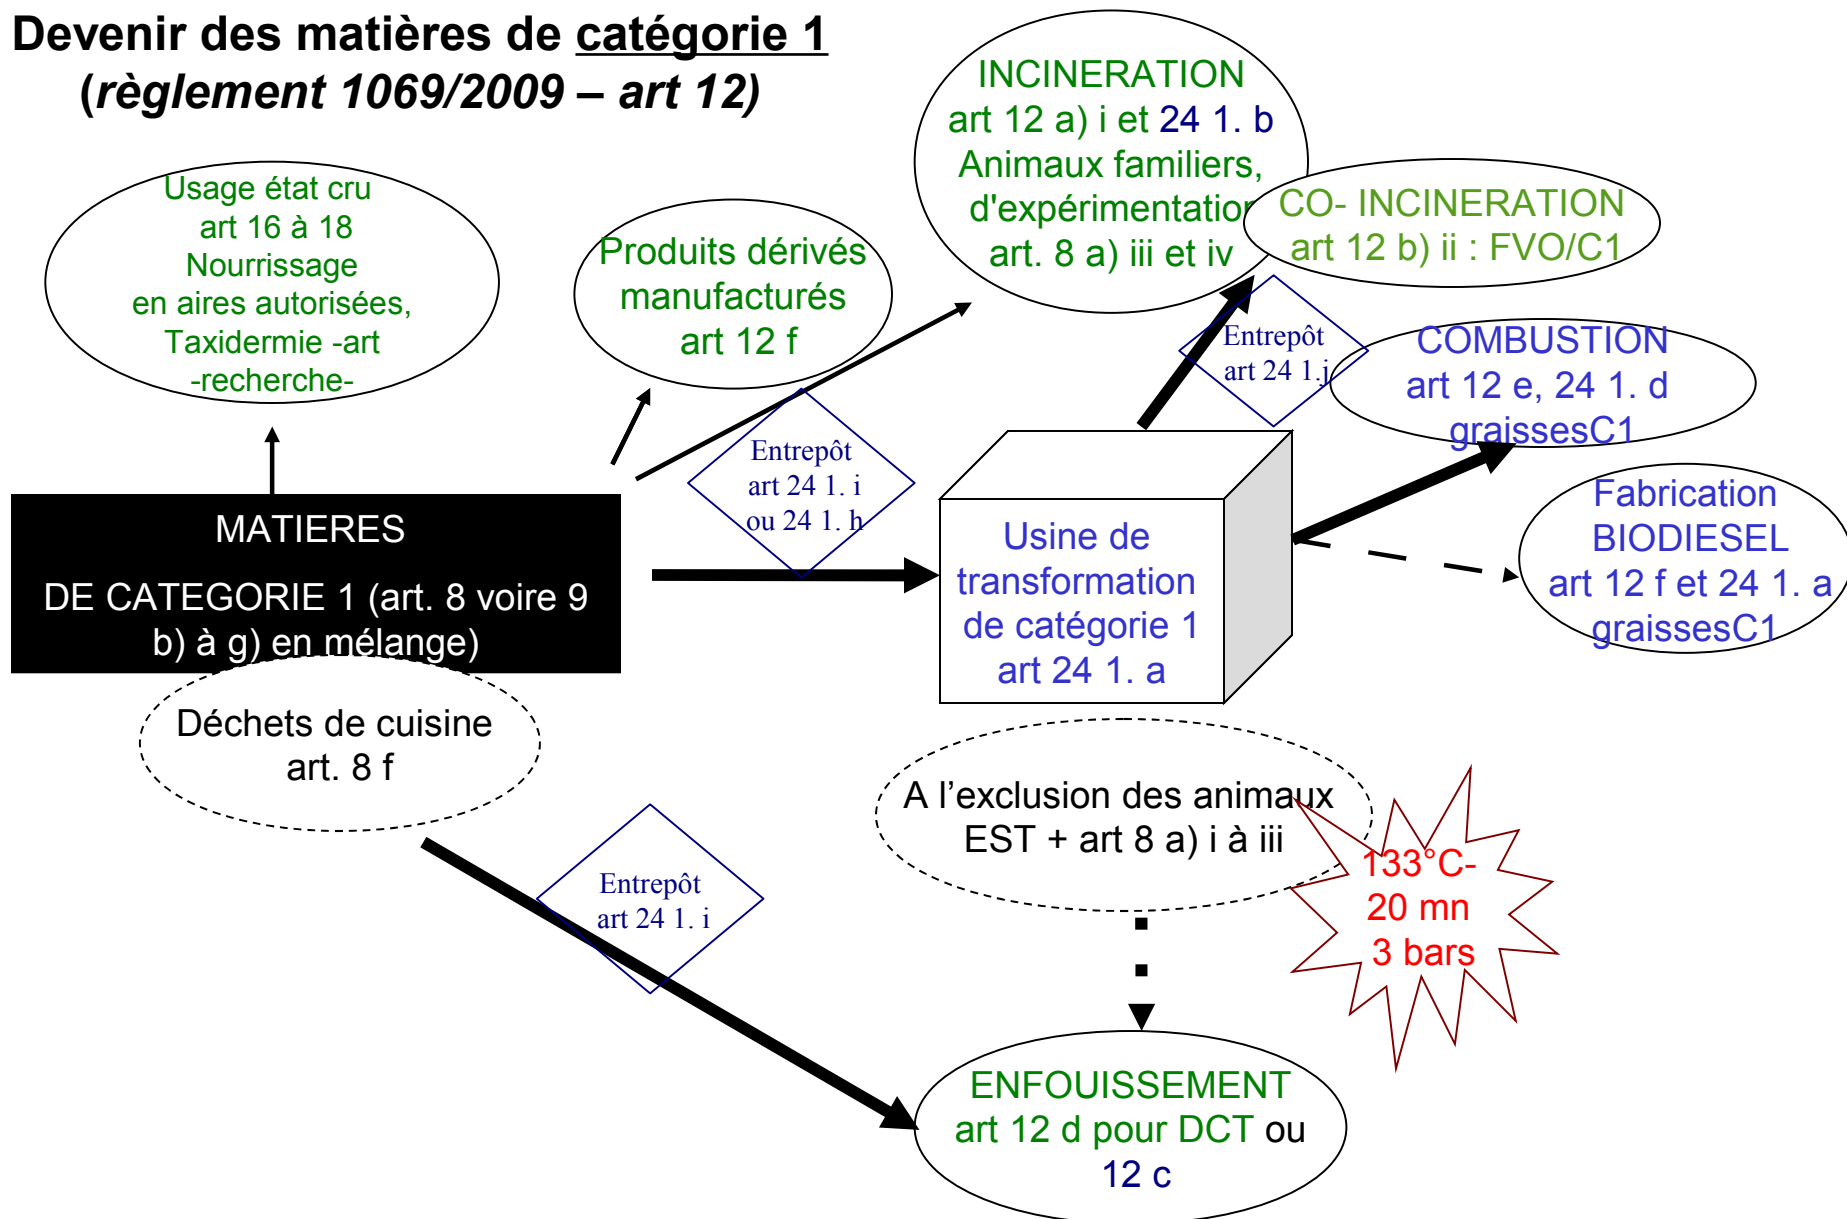 Devenir des matières de catégorie 1
(règlement 1069/2009 – art 12)
Usage état cru
art 16 à 18
Nourrissage
en aires autorisées,
Taxidermie -art
-recherche-
Produits dérivés
manufacturés
art 12 f
INCINERATION
art 12 a) i et 24 1. b
Animaux familiers,
d'expérimentation
art. 8 a) iii et iv
CO- INCINERATION
art 12 b) ii : FVO/C1
Entrepôt
art 24 1.j
COMBUSTION
art 12 e, 24 1. d
graissesC1
Entrepôt
art 24 1. i
ou 24 1. h
Fabrication
BIODIESEL
art 12 f et 24 1. a
graissesC1
MATIERES
DE CATEGORIE 1 (art. 8 voire 9
b) à g) en mélange)
Usine de
transformation
de catégorie 1
art 24 1. a
Déchets de cuisine
art. 8 f
A l’exclusion des animaux
EST + art 8 a) i à iii
133°C-
20 mn
3 bars
Entrepôt
art 24 1. i
ENFOUISSEMENT
art 12 d pour DCT ou
12 c